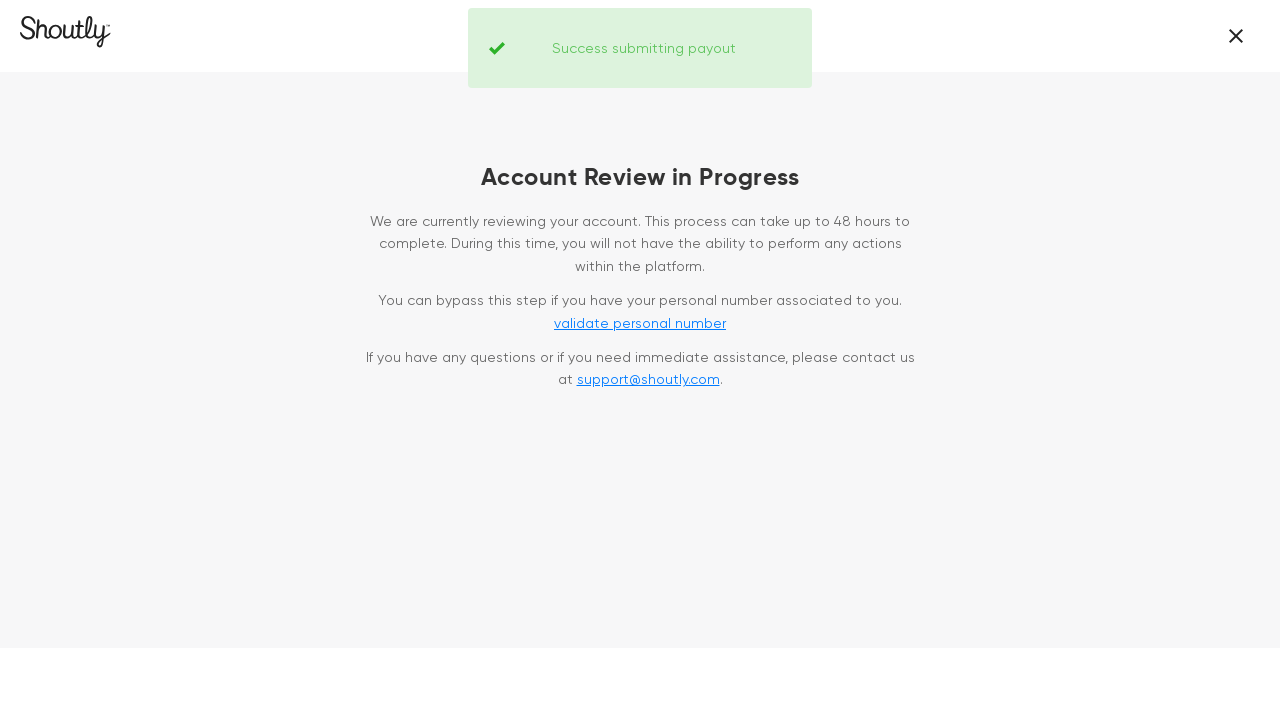 Shoutly™
Success submitting payout
Account Review in Progress
We are currently reviewing your account. This process can take up to 48 hours to
complete. During this time, you will not have the ability to perform any actions
within the platform.
You can bypass this step if you have your personal number associated to you.
validate personal number
If you have any questions or if you need immediate assistance, please contact us
at support@shoutly.com.